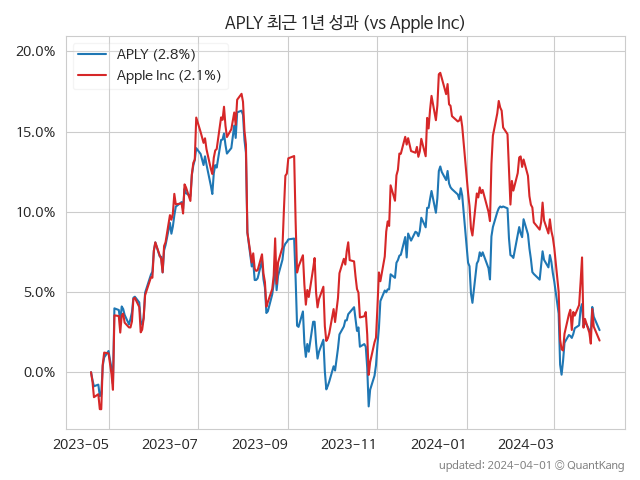 APLY 최근 1년 성과 (vs Apple Inc)
APLY (2.8%)
Apple Inc (2.1%)
20.0%
15.0%
10.0%
5.0%
0.0%
2023-05 2023-07 2023-09 2023-11 2024-01 2024-03
updated: 2024-04-01 © QuantKang